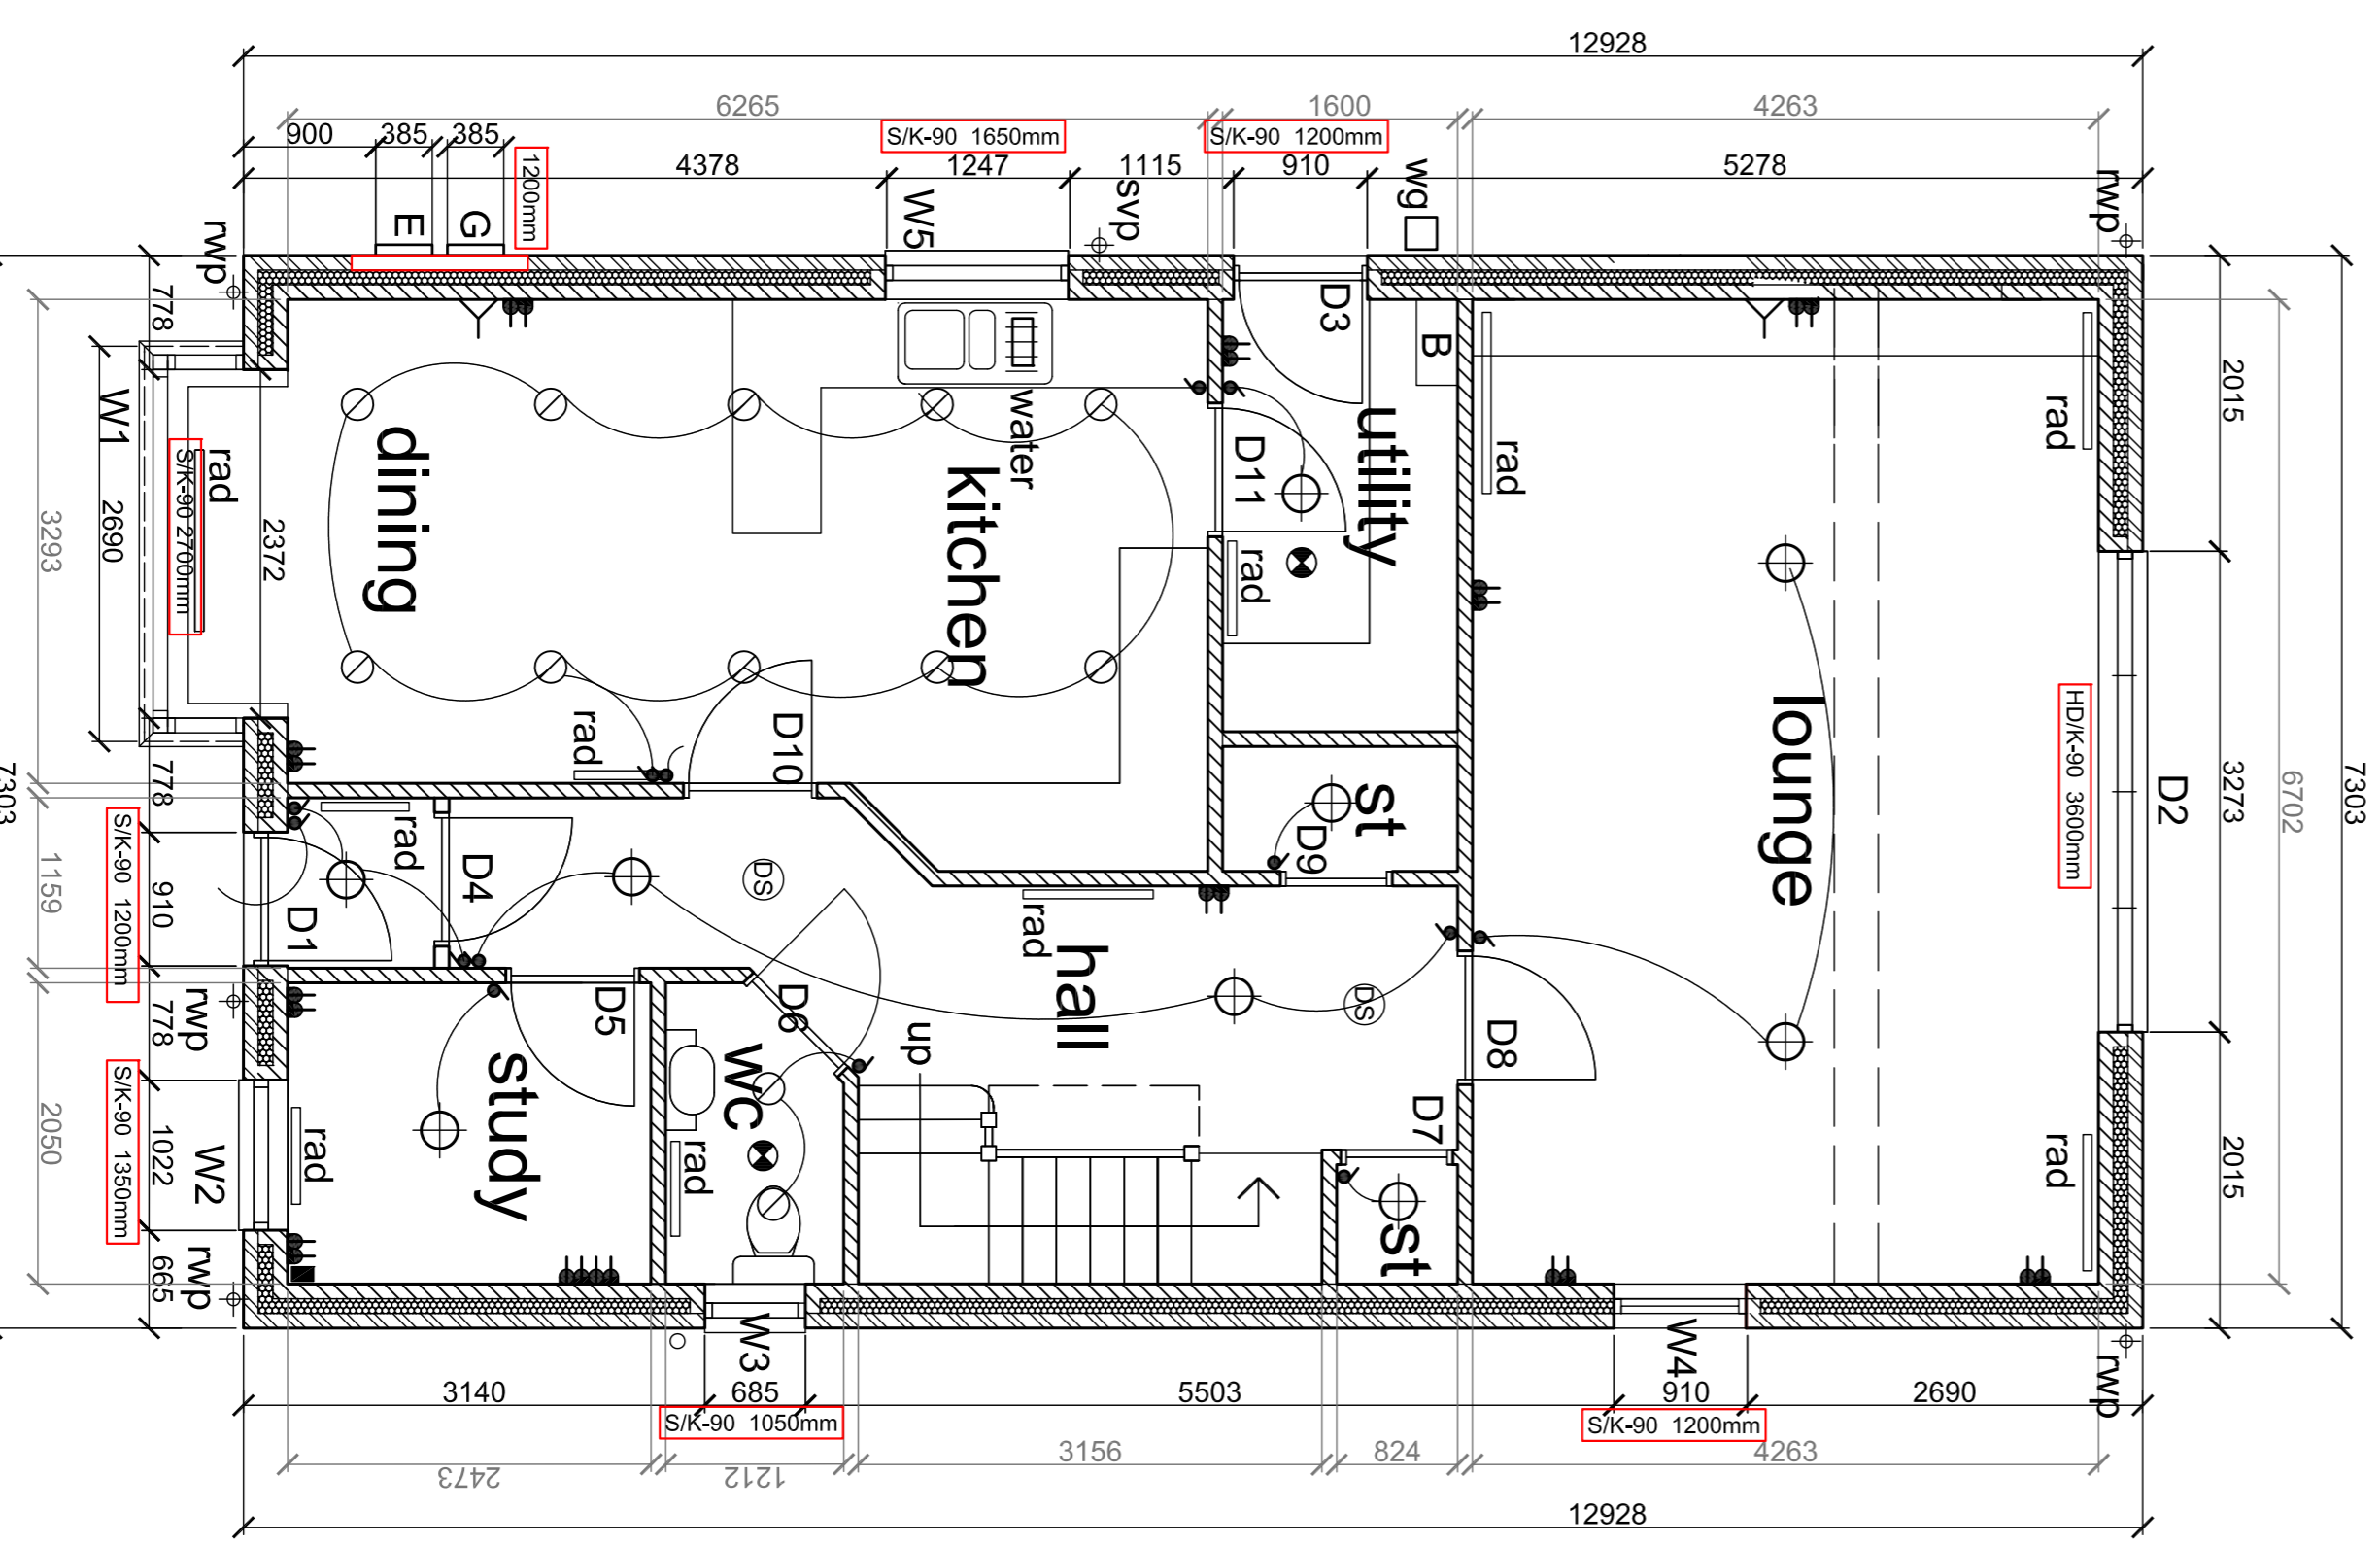 12928
6265
1600
4263
900
385
385
S/K-90 1650mm
S/K-90 1200mm
1200mm
4378
1247
1115
910
5278
rwp
E
G
W5
svp
wg
rwp
778
W1
2690
3293
rad
S/K-90 2700mm
2372
dining
water
kitchen
D3
B
utility
D11
rad
rad
rad
lounge
HD/K-90 3600mm
2015
3273
2015
D2
6702
7303
7303
778
S/K-90 1200mm
910
1159
rad
D10
rad
D4
D1
DS
st
D9
rad
hall
DS
D8
D7
up
778
rwp
S/K-90 1350mm
1022
2050
W2
rad
D5
study
D6
wc
rad
st
rad
665
rwp
W3
W4
rwp
3140
685
5503
910
2690
S/K-90 1050mm
S/K-90 1200mm
2473
1212
3156
824
4263
12928